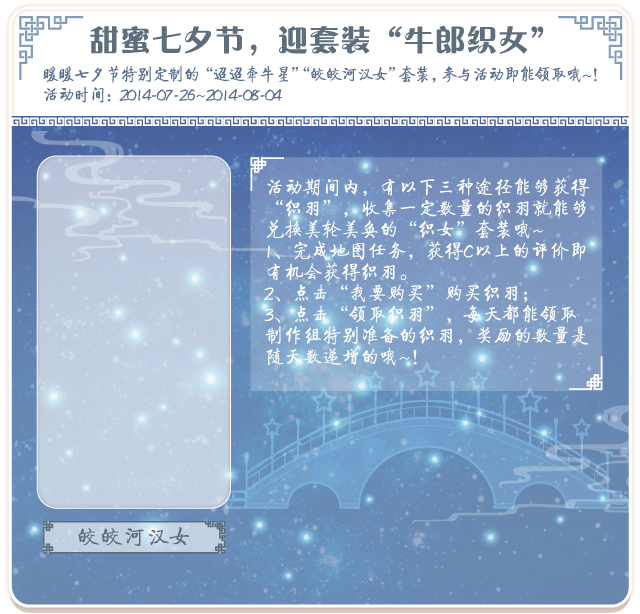 甜蜜七夕节，迎套装“牛郎织女”
暖暖七夕节特别定制的“迢迢牵牛星”“皎皎河汉女”套装，参与活动即能领取哦~!
活动时间：2014-07-26~2014-08-04
活动期间内，有以下三种途径能够获得
“织羽”，收集一定数量的织羽就能够
兑换美轮美奂的“织女”套装哦~
1、完成地图任务，获得C以上的评价即
有机会获得织羽。
2、点击“我要购买”购买织羽；
3、点击“领取织羽”，每天都能领取
制作组特别准备的织羽，奖励的数量是
随天数递增的哦~!
皎皎河汉女